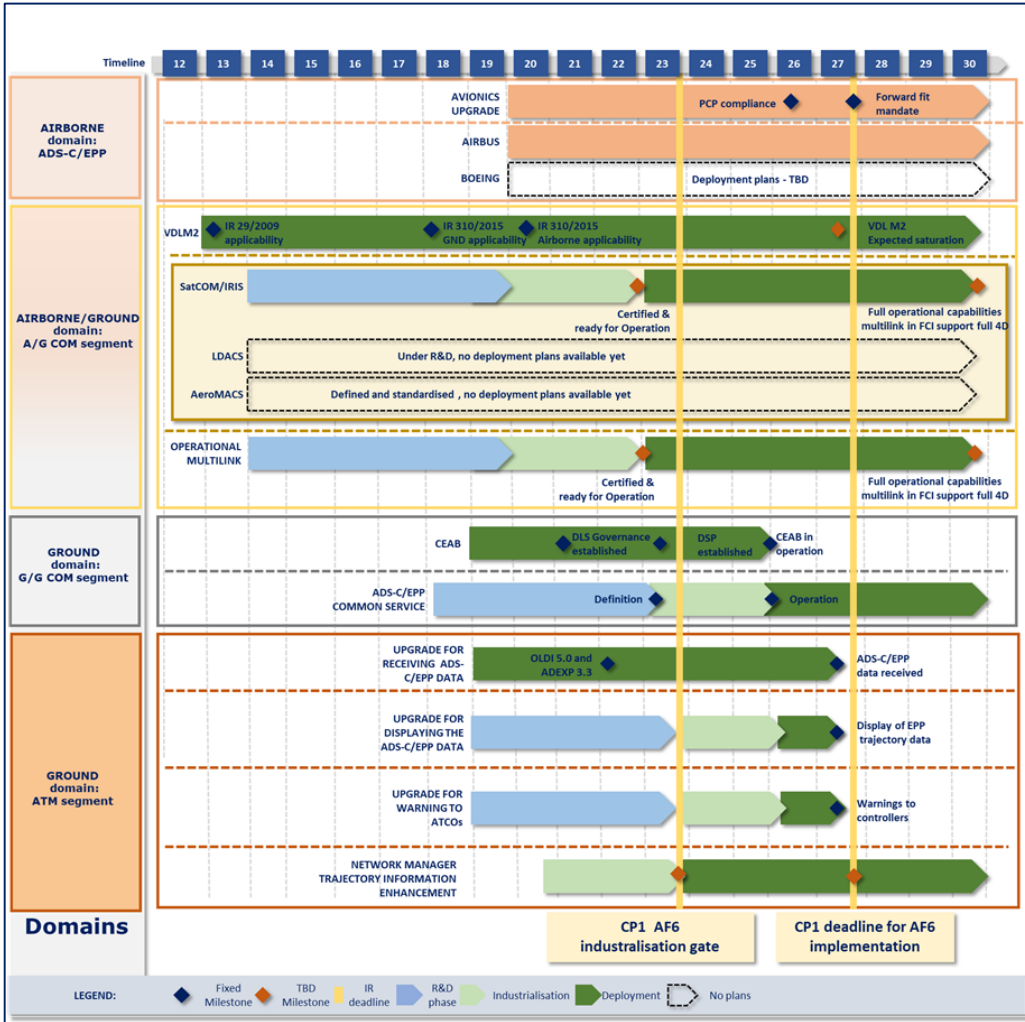 Timeline 12 13 14 15 16 17 18 19 20 21 22 23 24 25 26 27 28 29 30
AIRBORNE
domain:
ADS-C/EPP
AVIONICS
UPGRADE
PCP compliance
Forward fit
mandate
AIRBUS
BOEING
Deployment plans - TBD
AIRBORNE/GROUND
domain:
A/G COM segment
VDLM2
IR 29/2009
applicability
IR 310/2015
GND applicability
IR 310/2015
Airborne applicability
VDL M2
Expected saturation
SatCOM/IRIS
Certified &
ready for Operation
Full operational capabilities
multilink in FCI support full 4D
LDACS
Under R&D, no deployment plans available yet
AeroMACS
Defined and standardised , no deployment plans available yet
OPERATIONAL
MULTILINK
Certified &
ready for Operation
Full operational capabilities
multilink in FCI support full 4D
GROUND
domain:
G/G COM segment
CEAB
DLS Governance
established
DSP
established
CEAB in
operation
ADS-C/EPP
COMMON SERVICE
Definition
Operation
GROUND
domain:
ATM segment
UPGRADE FOR
RECEIVING ADS-
C/EPP DATA
OLDI 5.0 and
ADEXP 3.3
ADS-C/EPP
data received
UPGRADE FOR
DISPLAYING THE
ADS-C/EPP DATA
Display of EPP
trajectory data
UPGRADE FOR
WARNING TO
ATCOs
Warnings to
controllers
NETWORK MANAGER
TRAJECTORY INFORMATION
ENHANCEMENT
Domains
CP1 AF6
industralisation gate
CP1 deadline for AF6
implementation
LEGEND:
Fixed
Milestone
TBD
Milestone
IR
deadline
R&D
phase
Industrialisation
Deployment
No plans